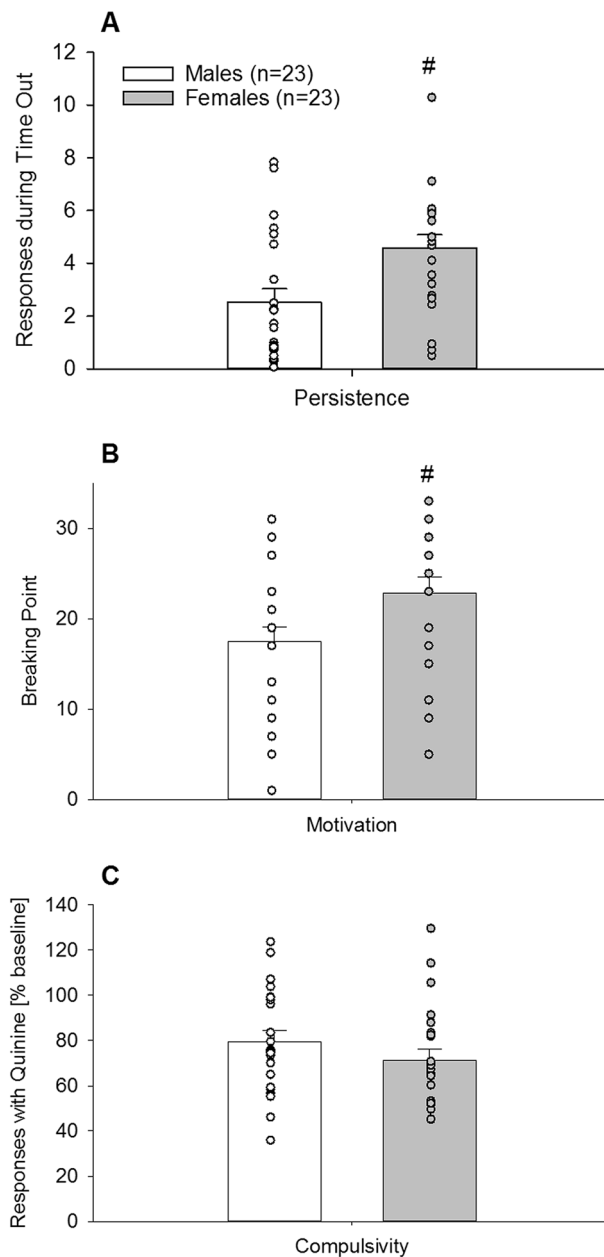 A
#
Males (n=23)
Females (n=23)
Responses during Time Out
12
10
8
6
4
2
0
Persistence
B
#
Breaking Point
30
20
10
0
Motivation
C
Responses with Quinine [% baseline]
140
120
100
80
60
40
20
0
Compulsivity